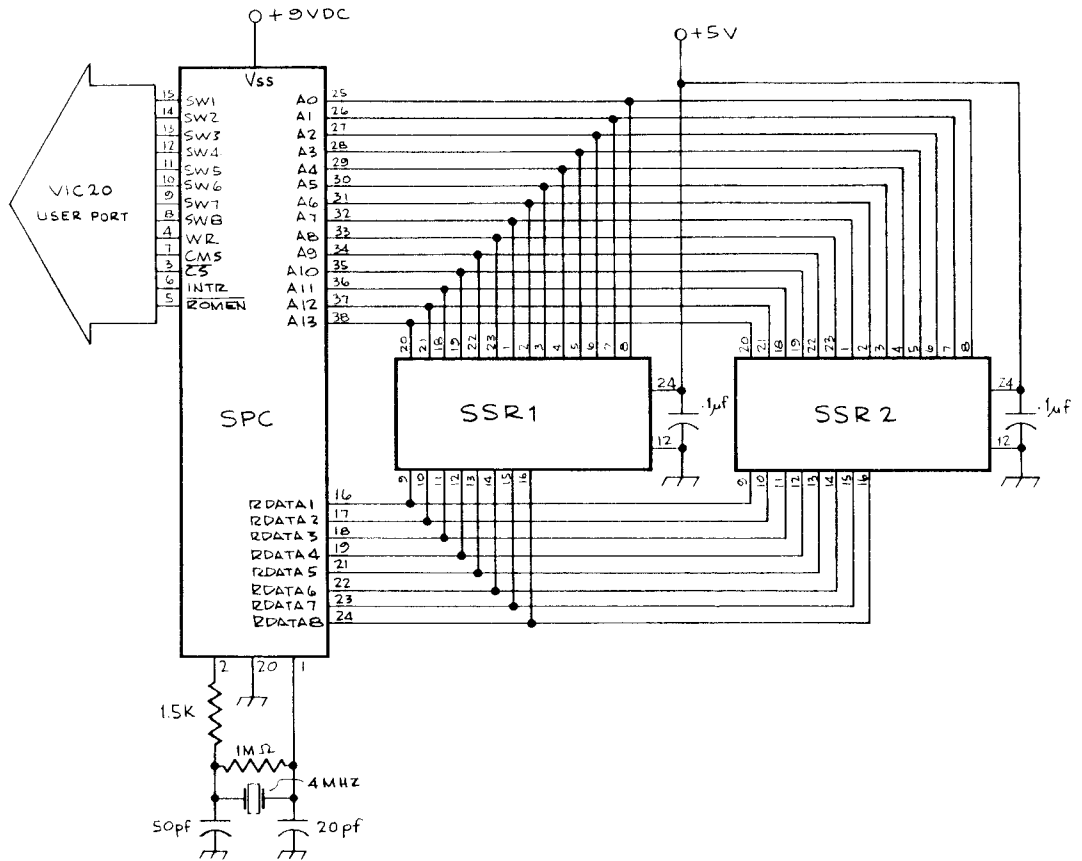 +9VDC
+5V
VSS
VIC20
USER PORT
15 SW1 A0 25
14 SW2 A1 26
13 SW3 A2 27
12 SW4 A3 28
11 SW5 A4 29
10 SW6 A5 30
9 SW7 A6 31
8 SW8 A7 32
4 WR A8 33
7 CMS A9 34
3 C̅S̅ A10 35
6 INTR A11 36
5 R̅O̅M̅E̅N̅ A12 37
A13 38
20 21 18 19 22 23 1 2 3 4 5 6 7 8
20 21 18 19 22 23 1 2 3 4 5 6 7 8
SPC
SSR1
24
12
.1µf
SSR2
24
12
.1µf
9 10 11 12 13 14 15 16
9 10 11 12 13 14 15 16
RDATA1 16
RDATA2 17
RDATA3 18
RDATA4 19
RDATA5 21
RDATA6 22
RDATA7 23
RDATA8 24
2 20 1
1.5K
1MΩ
4MHZ
50pf
20pf